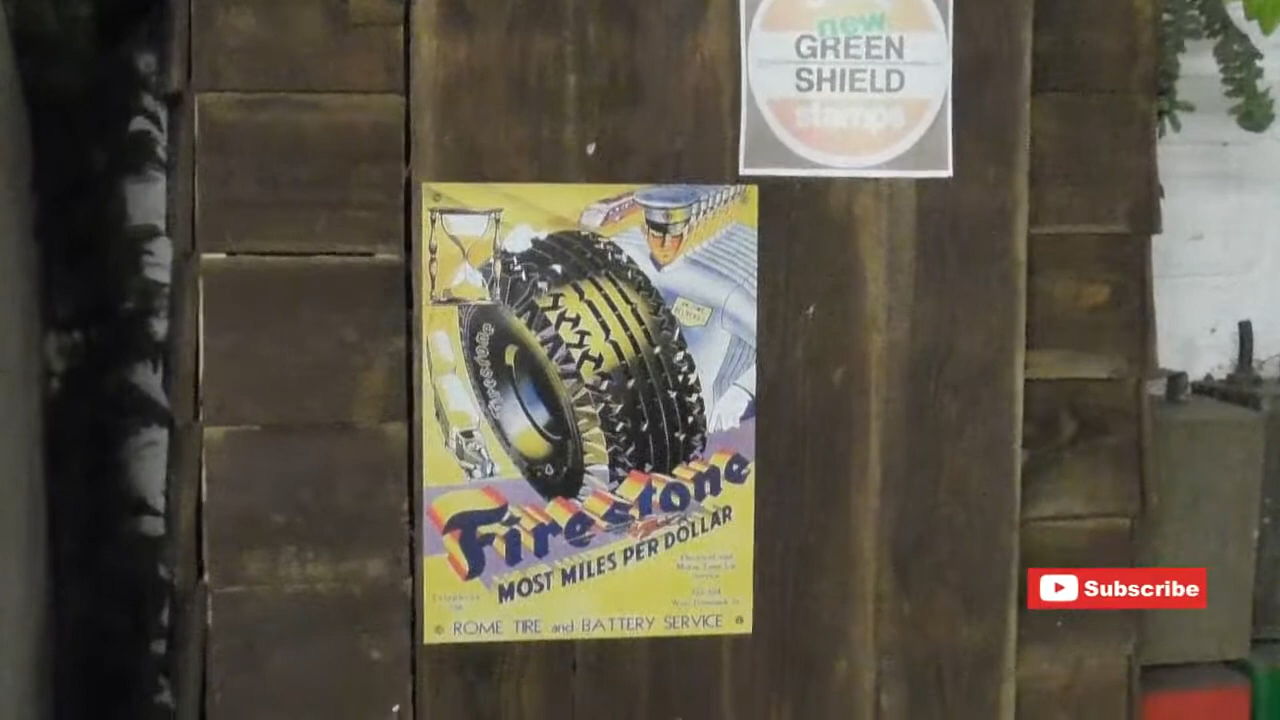 new
GREEN
SHIELD
stamps
Firestone
MOST MILES PER DOLLAR
ROME TIRE and BATTERY SERVICE
Subscribe